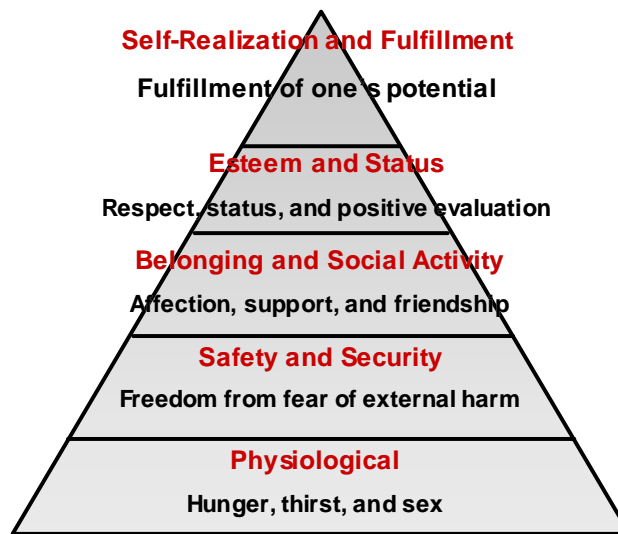 Self-Realization and Fulfillment
Fulfillment of one's potential
Esteem and Status
Respect, status, and positive evaluation
Belonging and Social Activity
Affection, support, and friendship
Safety and Security
Freedom from fear of external harm
Physiological
Hunger, thirst, and sex